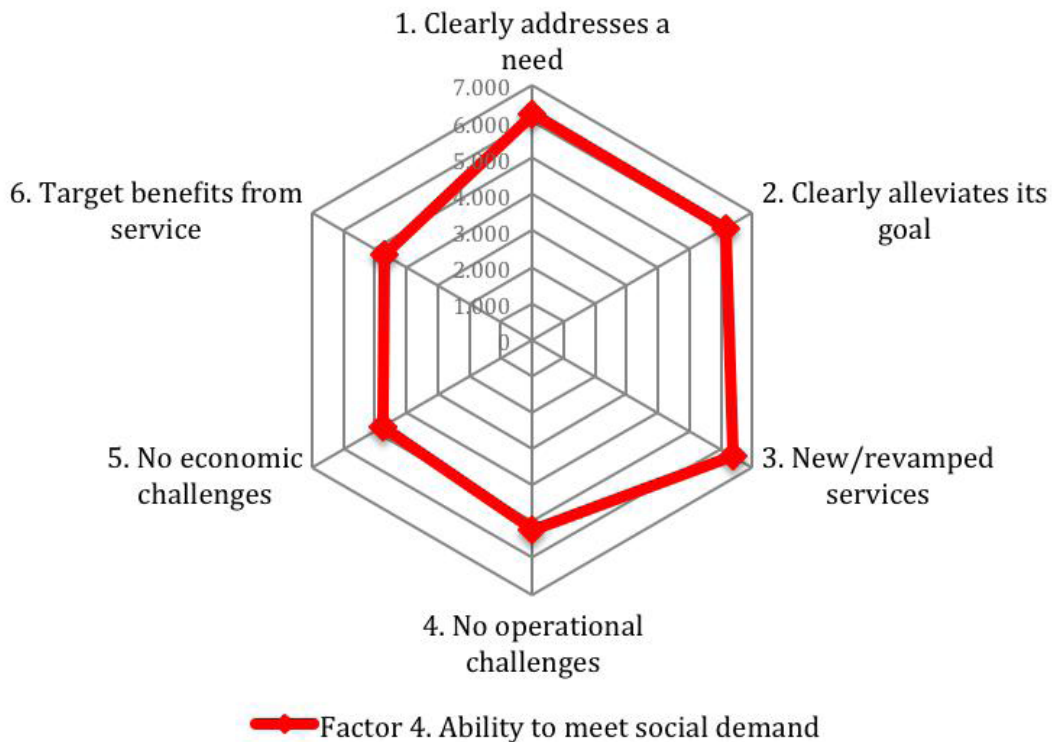 1. Clearly addresses a
need
7.000
6.000
5.000
4.000
3.000
2.000
1.000
0
6. Target benefits from
service
2. Clearly alleviates its
goal
5. No economic
challenges
3. New/revamped
services
4. No operational
challenges
Factor 4. Ability to meet social demand